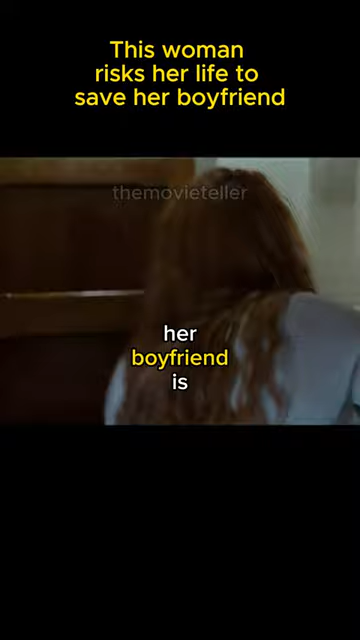 This woman
risks her life to
save her boyfriend
themovieteller
her
boyfriend
is